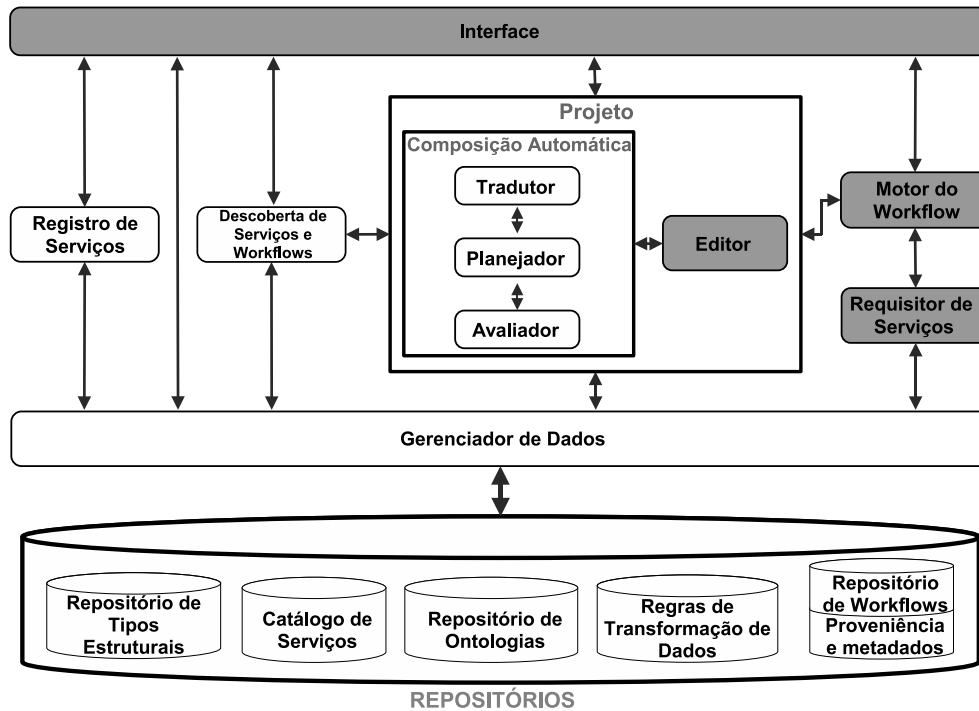 Interface
Projeto
Composição Automática
Tradutor
Planejador
Avaliador
Editor
Registro de
Serviços
Descoberta de
Serviços e
Workflows
Motor do
Workflow
Requisitor de
Serviços
Gerenciador de Dados
Repositório de
Tipos
Estruturais
Catálogo de
Serviços
Repositório de
Ontologias
Regras de
Transformação de
Dados
Repositório
de Workflows
Proveniência
e metadados
REPOSITÓRIOS